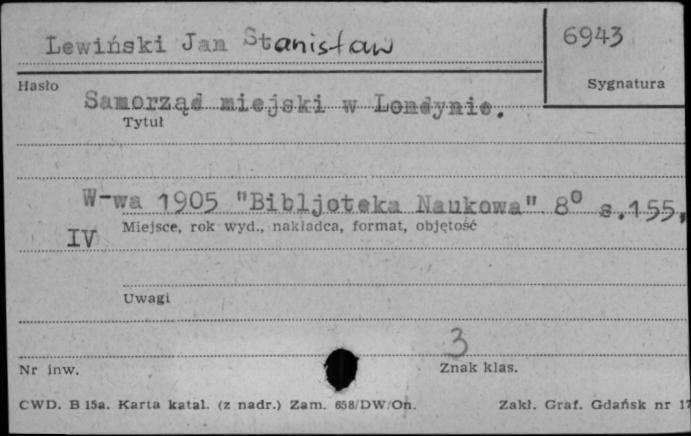 Lewiński Jan Stanisław
6943
Hasło
Sygnatura
Samorząd miejski w Londynie.
Tytuł
W-wa 1905 "Bibljoteka Naukowa" 8° s.155,
IV
Miejsce, rok wyd., nakładca, format, objętość
Uwagi
3
Nr inw.
Znak klas.
CWD. B 15a. Karta katal. (z nadr.) Zam. 658/DW/On.
Zakł. Graf. Gdańsk nr 17